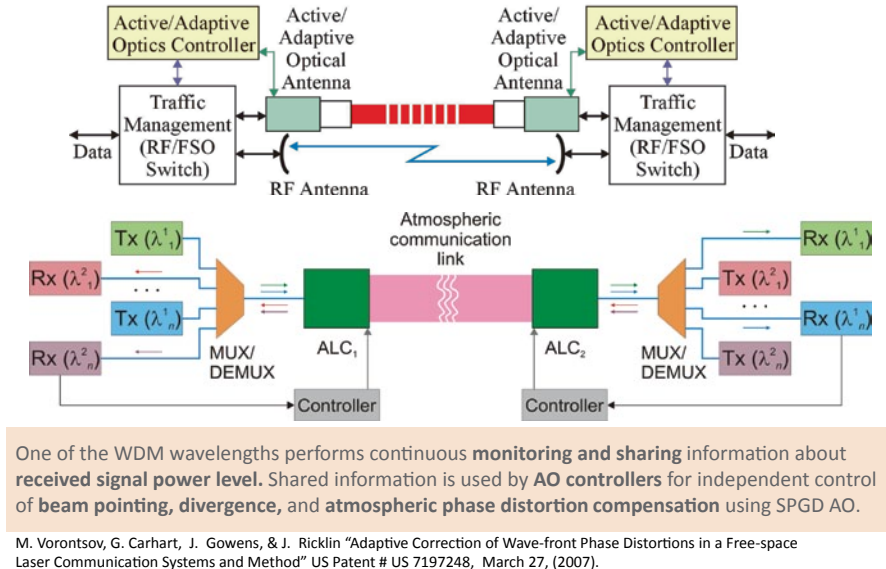 Active/Adaptive
Optics Controller
Active/
Adaptive
Optical
Antenna
Active/
Adaptive
Optical
Antenna
Active/Adaptive
Optics Controller
Traffic
Management
(RF/FSO
Switch)
Data
RF Antenna
RF Antenna
Traffic
Management
(RF/FSO
Switch)
Data
Tx (λ¹₁)
Rx (λ²₁)
. . .
Tx (λ¹ₙ)
Rx (λ²ₙ)
MUX/
DEMUX
ALC₁
Atmospheric
communication
link
ALC₂
MUX/
DEMUX
Rx (λ¹₁)
Tx (λ²₁)
. . .
Rx (λ¹ₙ)
Tx (λ²ₙ)
Controller
Controller
One of the WDM wavelengths performs continuous monitoring and sharing information about
received signal power level. Shared information is used by AO controllers for independent control
of beam pointing, divergence, and atmospheric phase distortion compensation using SPGD AO.
M. Vorontsov, G. Carhart, J. Gowens, & J. Ricklin “Adaptive Correction of Wave-front Phase Distortions in a Free-space
Laser Communication Systems and Method” US Patent # US 7197248, March 27, (2007).